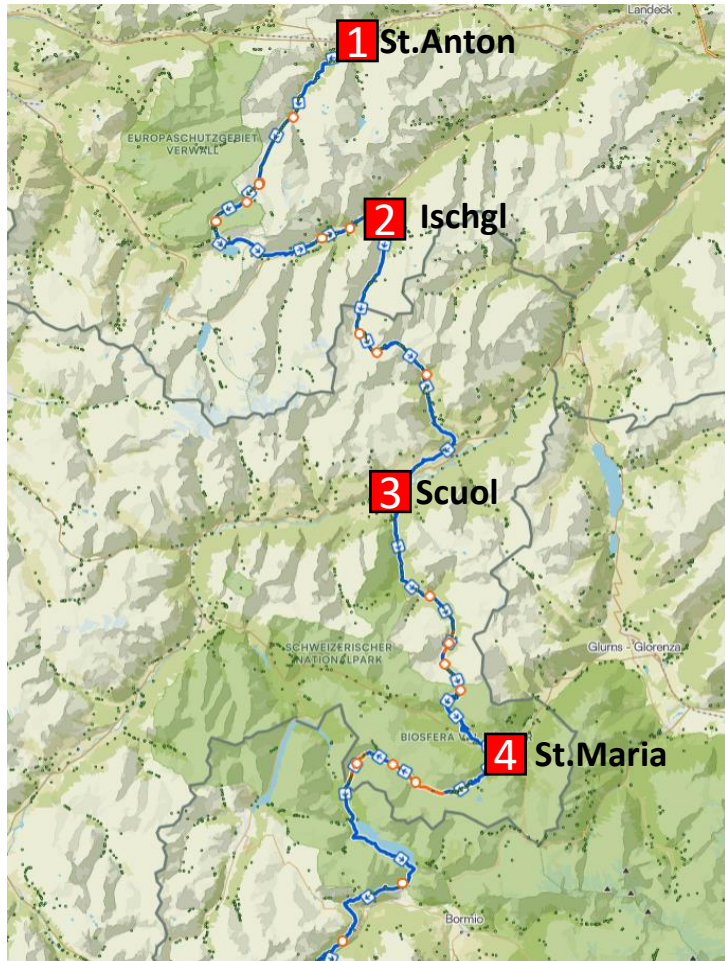 Landeck
1 St.Anton
EUROPASCHUTZGEBIET
VERWALL
2 Ischgl
3 Scuol
SCHWEIZERISCHER
NATIONALPARK
Glurns - Glorenza
BIOSFERA V
4 St.Maria
Bormio